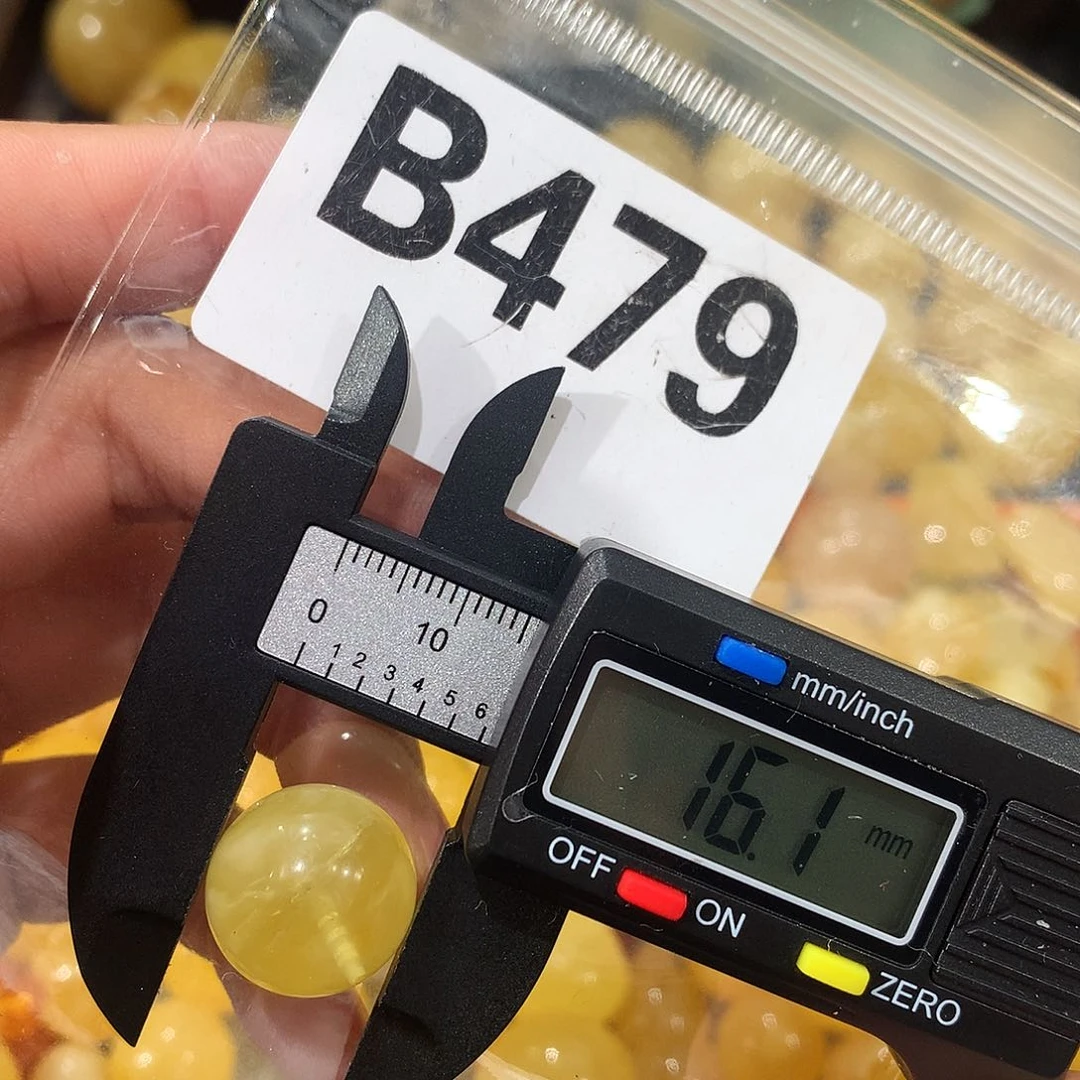 B479
0 10
1 2 3 4 5 6
mm/inch
16.1 mm
OFF ON
ZERO